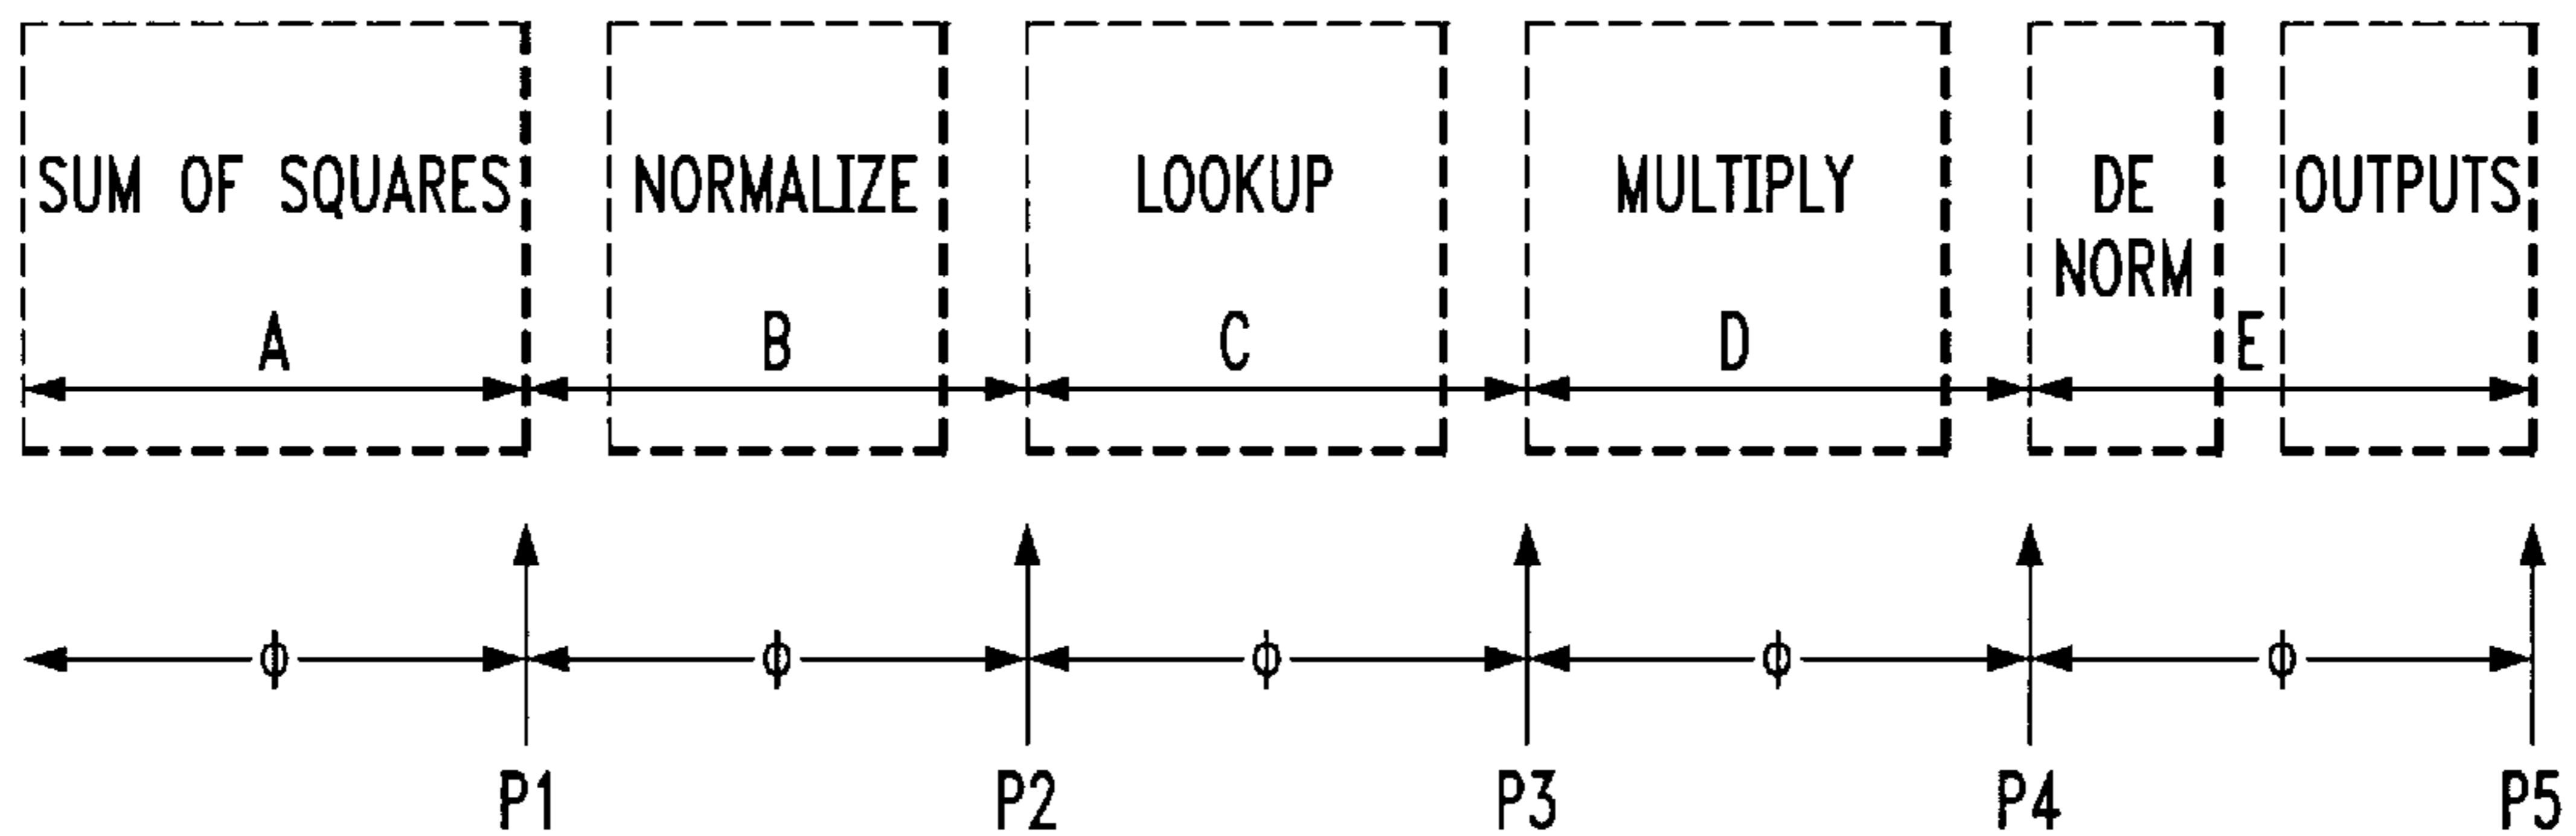 SUM OF SQUARES
NORMALIZE
LOOKUP
MULTIPLY
DE
NORM
OUTPUTS
A
B
C
D
E
ϕ
ϕ
ϕ
ϕ
ϕ
P1
P2
P3
P4
P5